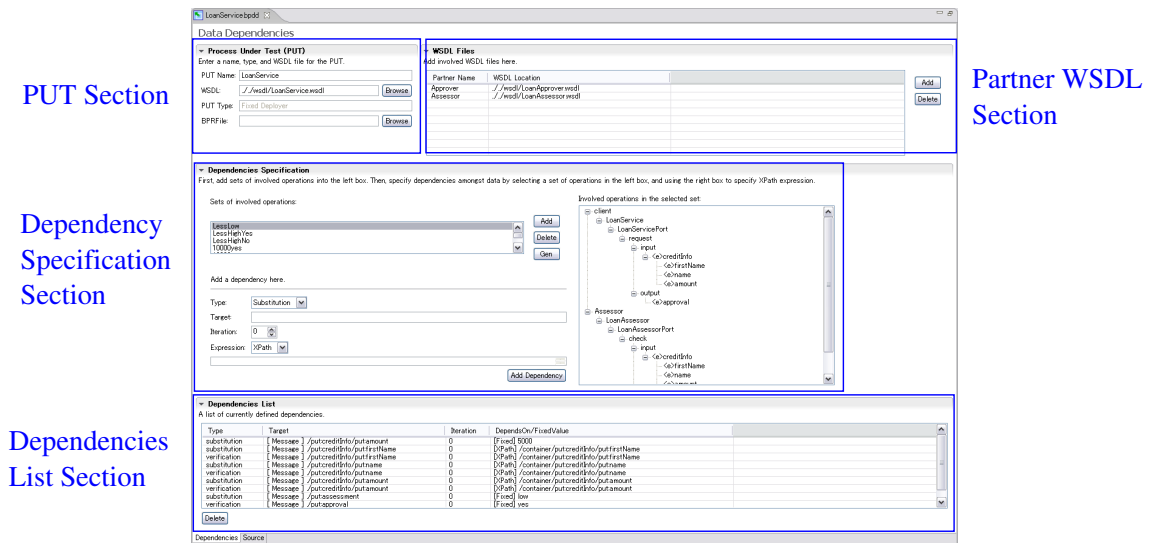 LoanService.bpdd
Data Dependencies
PUT Section
Process Under Test (PUT)
Enter a name, type, and WSDL file for the PUT.
PUT Name: LoanService
WSDL: ././wsdl/LoanService.wsdl Browse
PUT Type: Fixed Deployer
BPRFile: Browse
WSDL Files
Add involved WSDL files here.
Partner Name WSDL Location
Approver ././wsdl/LoanApprover.wsdl
Assessor ././wsdl/LoanAssessor.wsdl
Add
Delete
Partner WSDL
Section
Dependency
Specification
Section
Dependencies Specification
First, add sets of involved operations into the left box. Then, specify dependencies amongst data by selecting a set of operations in the left box, and using the right box to specify XPath expression.
Sets of involved operations:
LessLow
LessHighYes
LessHighNo
10000yes
Add
Delete
Gen
Add a dependency here.
Type: Substitution
Target:
Iteration: 0
Expression: XPath
Add Dependency
Involved operations in the selected set:
client
LoanService
LoanServicePort
request
input
<e>creditInfo
<e>firstName
<e>name
<e>amount
output
<e>approval
Assessor
LoanAssessor
LoanAssessorPort
check
input
<e>creditInfo
<e>firstName
<e>name
<e>amount
Dependencies
List Section
Dependencies List
A list of currently defined dependencies.
Type Target Iteration DependsOn/FixedValue
substitution [ Message ] /put:creditInfo/put:amount 0 [Fixed] 5000
substitution [ Message ] /put:creditInfo/put:firstName 0 [XPath] /container/put:creditInfo/put:firstName
verification [ Message ] /put:creditInfo/put:firstName 0 [XPath] /container/put:creditInfo/put:firstName
substitution [ Message ] /put:creditInfo/put:name 0 [XPath] /container/put:creditInfo/put:name
verification [ Message ] /put:creditInfo/put:name 0 [XPath] /container/put:creditInfo/put:name
substitution [ Message ] /put:creditInfo/put:amount 0 [XPath] /container/put:creditInfo/put:amount
verification [ Message ] /put:creditInfo/put:amount 0 [XPath] /container/put:creditInfo/put:amount
substitution [ Message ] /put:assessment 0 [Fixed] low
verification [ Message ] /put:approval 0 [Fixed] yes
Delete
Dependencies Source